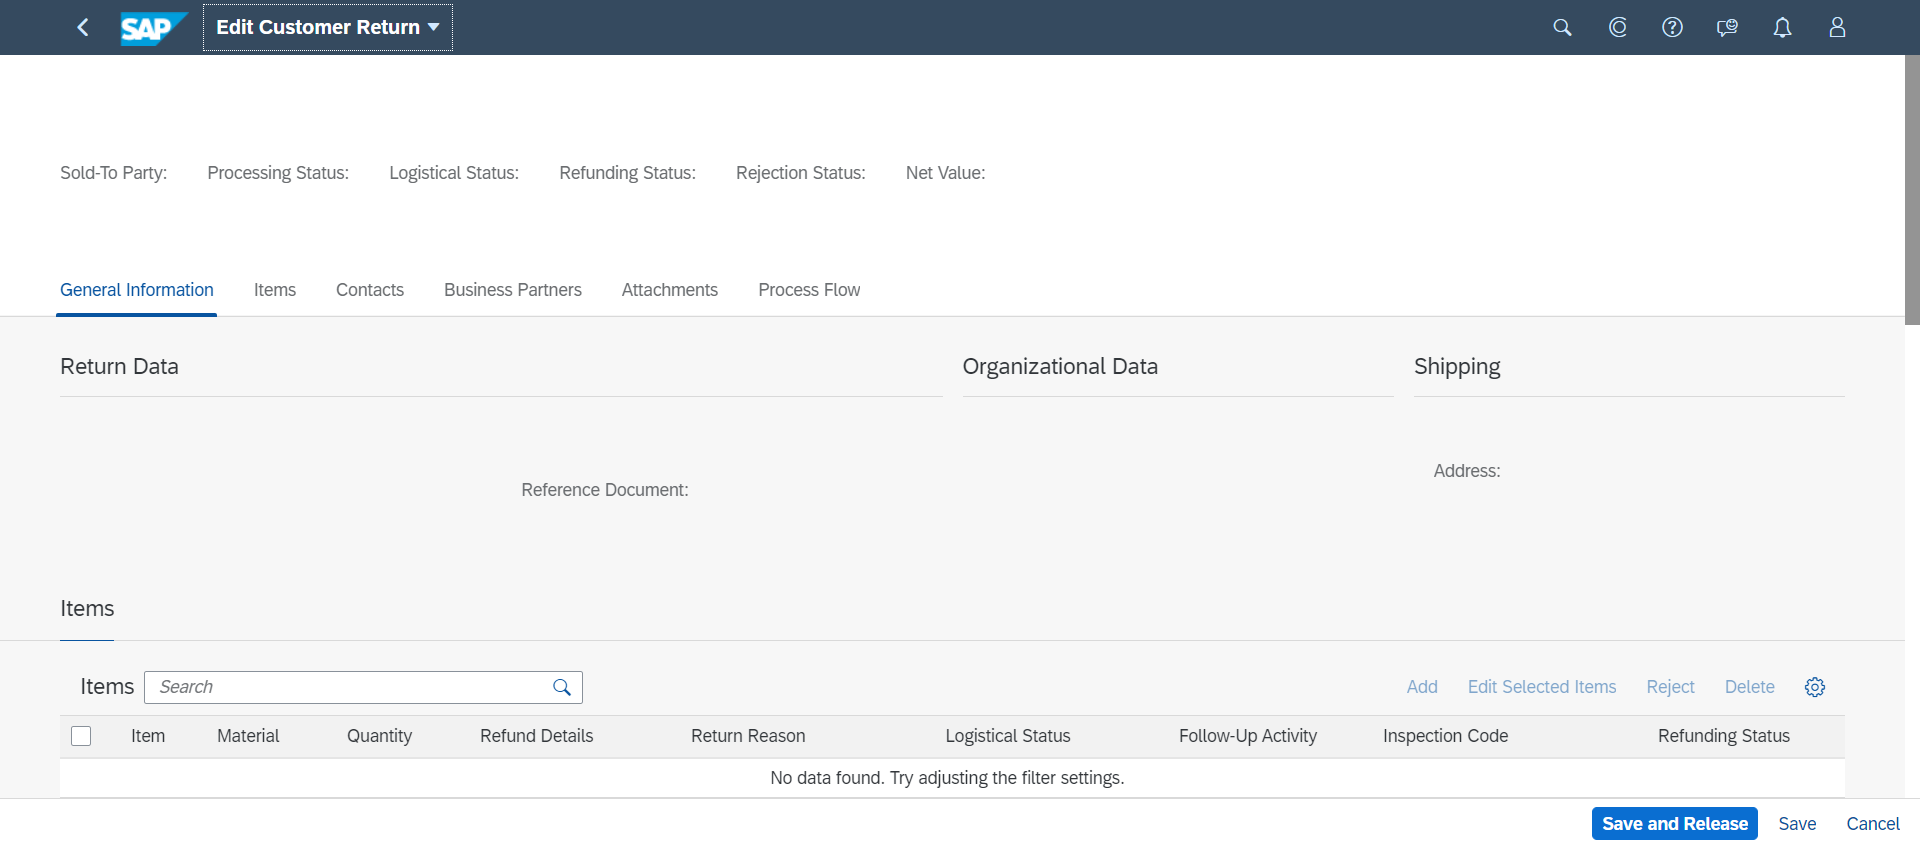 SAP Edit Customer Return
Sold-To Party: Processing Status: Logistical Status: Refunding Status: Rejection Status: Net Value:
General Information Items Contacts Business Partners Attachments Process Flow
Return Data Organizational Data Shipping
Address:
Reference Document:
Items
Items Search Add Edit Selected Items Reject Delete
Item Material Quantity Refund Details Return Reason Logistical Status Follow-Up Activity Inspection Code Refunding Status
No data found. Try adjusting the filter settings.
Save and Release Save Cancel